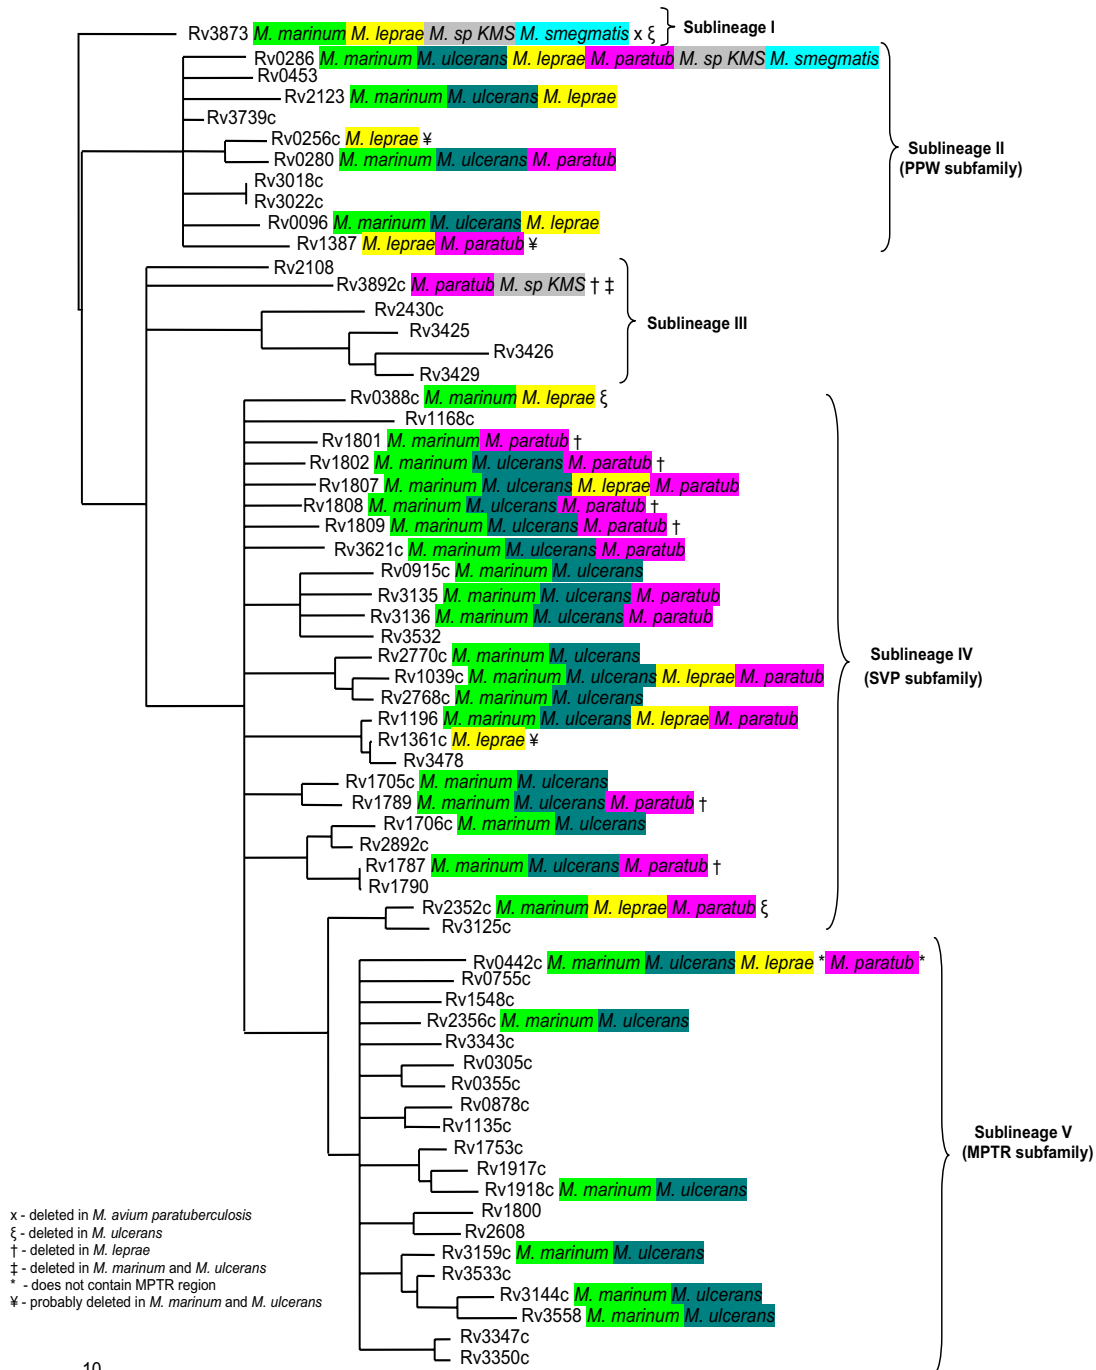 Rv3873 M. marinum M. leprae M. sp KMS M. smegmatis x ξ
Sublineage I
Rv0286 M. marinum M. ulcerans M. leprae M. paratub M. sp KMS M. smegmatis
Rv0453
Rv2123 M. marinum M. ulcerans M. leprae
Rv3739c
Rv0256c M. leprae ¥
Rv0280 M. marinum M. ulcerans M. paratub
Sublineage II
(PPW subfamily)
Rv3018c
Rv3022c
Rv0096 M. marinum M. ulcerans M. leprae
Rv1387 M. leprae M. paratub ¥
Rv2108
Rv3892c M. paratub M. sp KMS † ‡
Rv2430c
Sublineage III
Rv3425
Rv3426
Rv3429
Rv0388c M. marinum M. leprae ξ
Rv1168c
Rv1801 M. marinum M. paratub †
Rv1802 M. marinum M. ulcerans M. paratub †
Rv1807 M. marinum M. ulcerans M. leprae M. paratub
Rv1808 M. marinum M. ulcerans M. paratub †
Rv1809 M. marinum M. ulcerans M. paratub †
Rv3621c M. marinum M. ulcerans M. paratub
Rv0915c M. marinum M. ulcerans
Rv3135 M. marinum M. ulcerans M. paratub
Rv3136 M. marinum M. ulcerans M. paratub
Rv3532
Rv2770c M. marinum M. ulcerans
Sublineage IV
(SVP subfamily)
Rv1039c M. marinum M. ulcerans M. leprae M. paratub
Rv2768c M. marinum M. ulcerans
Rv1196 M. marinum M. ulcerans M. leprae M. paratub
Rv1361c M. leprae ¥
Rv3478
Rv1705c M. marinum M. ulcerans
Rv1789 M. marinum M. ulcerans M. paratub †
Rv1706c M. marinum M. ulcerans
Rv2892c
Rv1787 M. marinum M. ulcerans M. paratub †
Rv1790
Rv2352c M. marinum M. leprae M. paratub ξ
Rv3125c
Rv0442c M. marinum M. ulcerans M. leprae * M. paratub *
Rv0755c
Rv1548c
Rv2356c M. marinum M. ulcerans
Rv3343c
Rv0305c
Rv0355c
Rv0878c
Rv1135c
Sublineage V
(MPTR subfamily)
Rv1753c
Rv1917c
Rv1918c M. marinum M. ulcerans
Rv1800
Rv2608
Rv3159c M. marinum M. ulcerans
Rv3533c
Rv3144c M. marinum M. ulcerans
Rv3558 M. marinum M. ulcerans
Rv3347c
Rv3350c
x - deleted in M. avium paratuberculosis
ξ - deleted in M. ulcerans
† - deleted in M. leprae
‡ - deleted in M. marinum and M. ulcerans
* - does not contain MPTR region
¥ - probably deleted in M. marinum and M. ulcerans
10